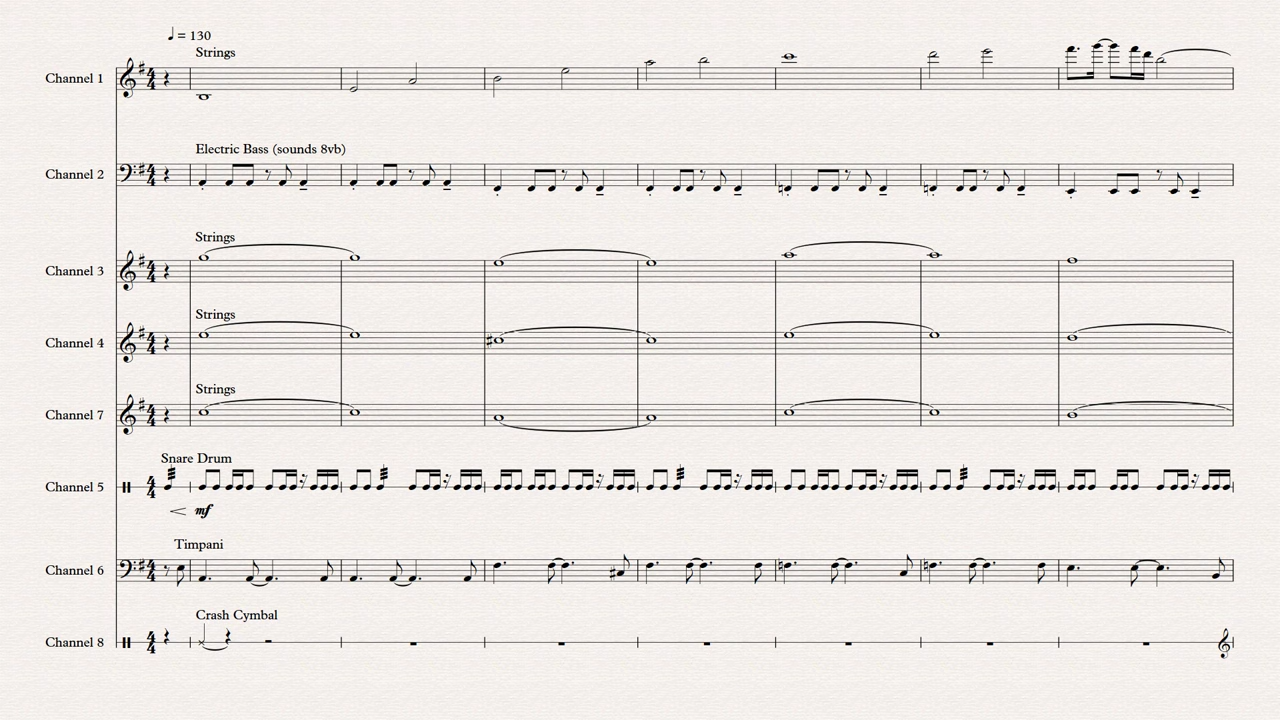 ♩ = 130
Strings
Channel 1
Electric Bass (sounds 8vb)
Channel 2
Strings
Channel 3
Strings
Channel 4
Strings
Channel 7
Snare Drum
Channel 5
mf
Timpani
Channel 6
Crash Cymbal
Channel 8